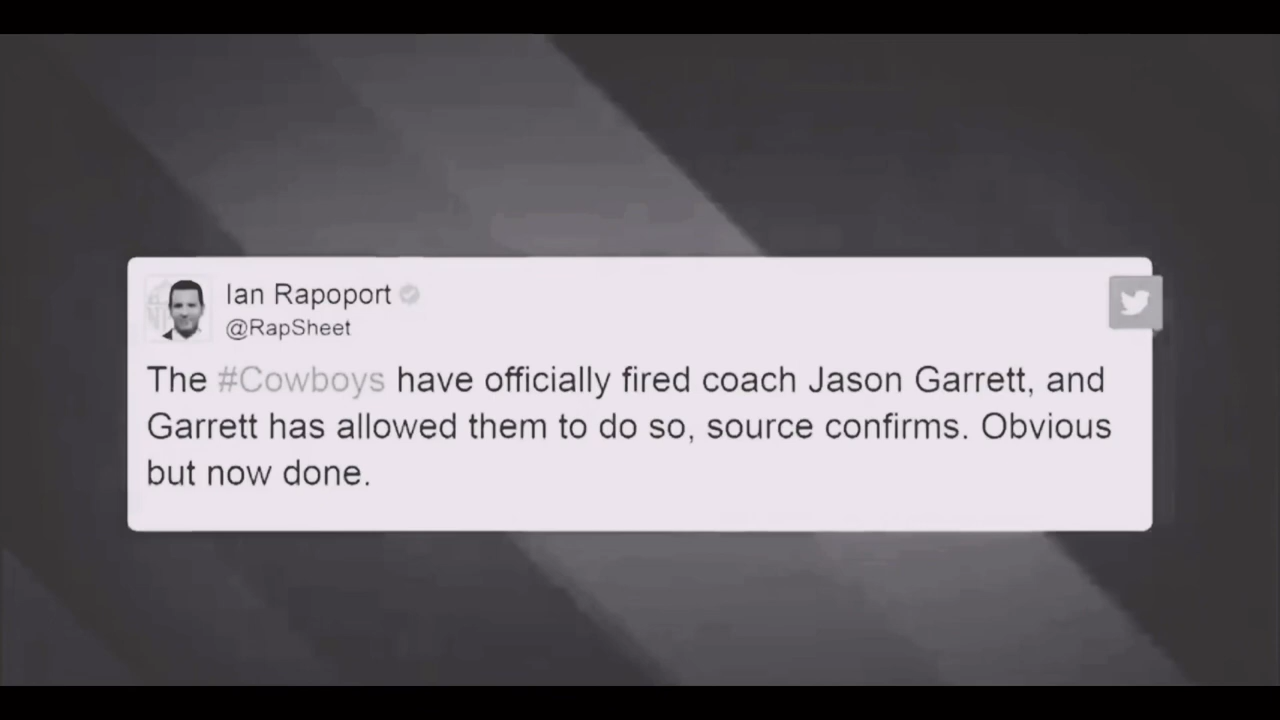 Ian Rapoport
@RapSheet
The #Cowboys have officially fired coach Jason Garrett, and
Garrett has allowed them to do so, source confirms. Obvious
but now done.